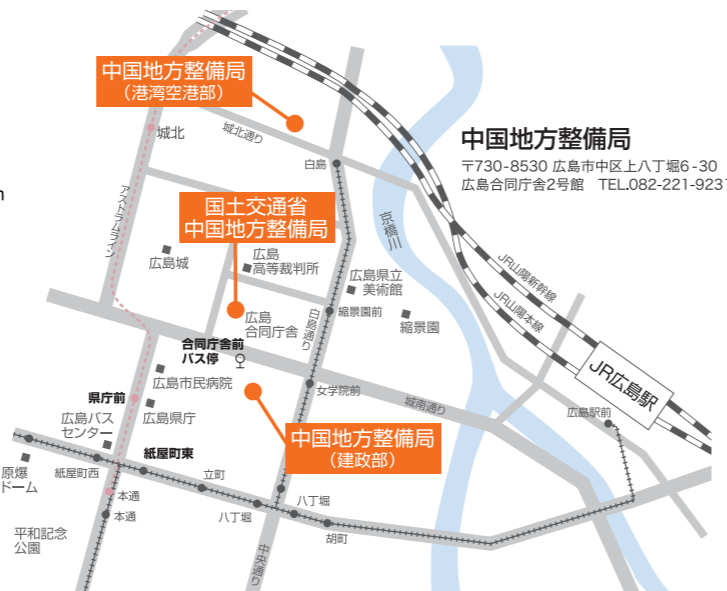 中国地方整備局
（港湾空港部）
城北
城北通り
白島
中国地方整備局
〒730-8530 広島市中区上八丁堀6-30
広島合同庁舎2号館 TEL.082-221-9231
アストラムライン
国土交通省
中国地方整備局
京橋川
広島城
広島
高等裁判所
広島県立
美術館
JR山陽新幹線
JR山陽本線
広島
合同庁舎
白島通り
縮景園前
縮景園
合同庁舎前
バス停
JR広島駅
広島市民病院
女学院前
城南通り
県庁前
広島県庁
広島駅前
広島バス
センター
中国地方整備局
（建政部）
紙屋町東
原爆
ドーム
紙屋町西
立町
本通
八丁堀
八丁堀
本通
胡町
平和記念
公園
中央通り